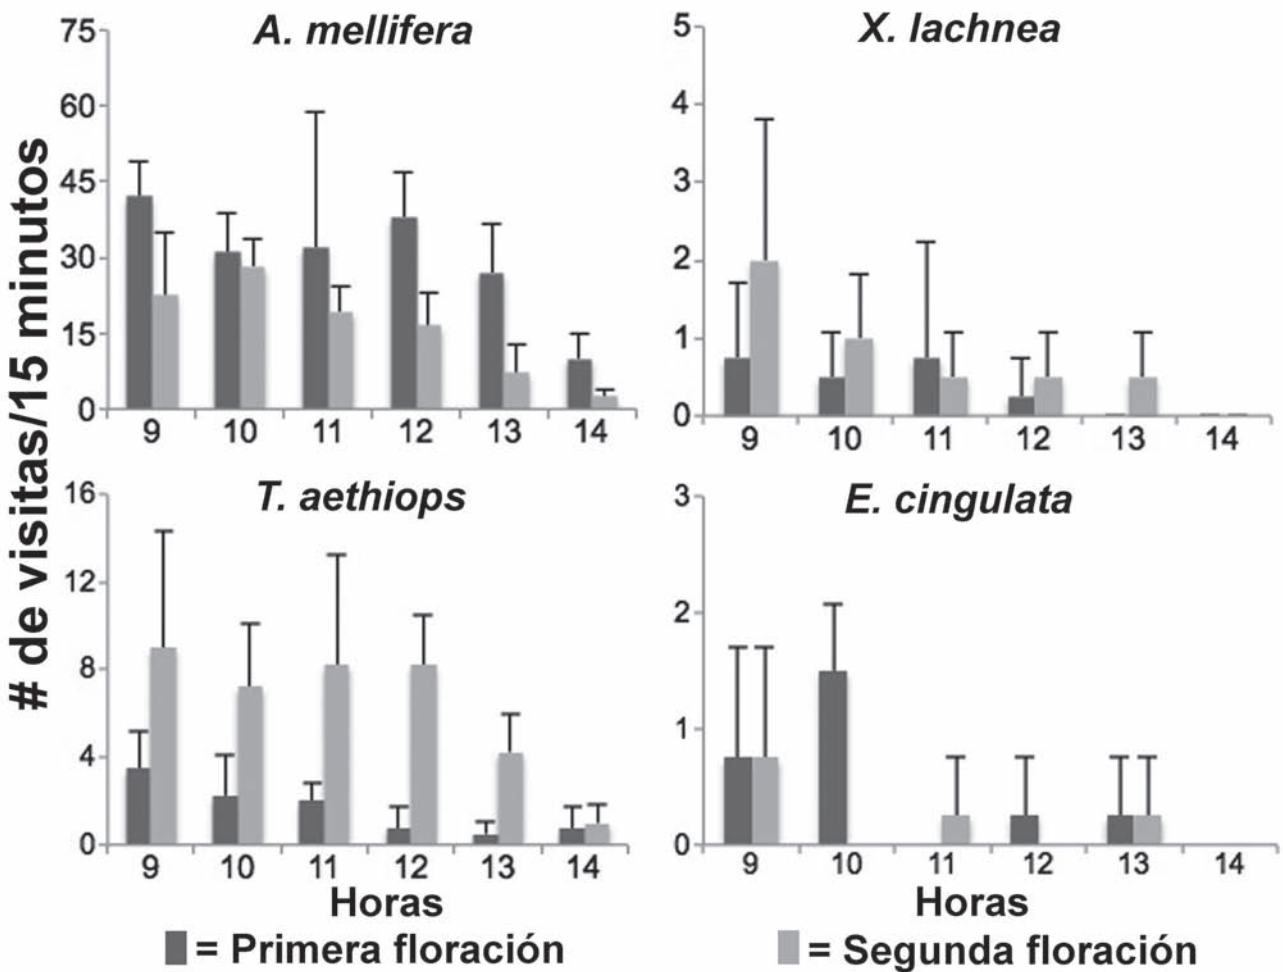 # de visitas/15 minutos
A. mellifera
75
60
45
30
15
0
9 10 11 12 13 14
X. lachnea
5
4
3
2
1
0
9 10 11 12 13 14
T. aethiops
16
12
8
4
0
9 10 11 12 13 14
Horas
E. cingulata
3
2
1
0
9 10 11 12 13 14
Horas
= Primera floración
= Segunda floración